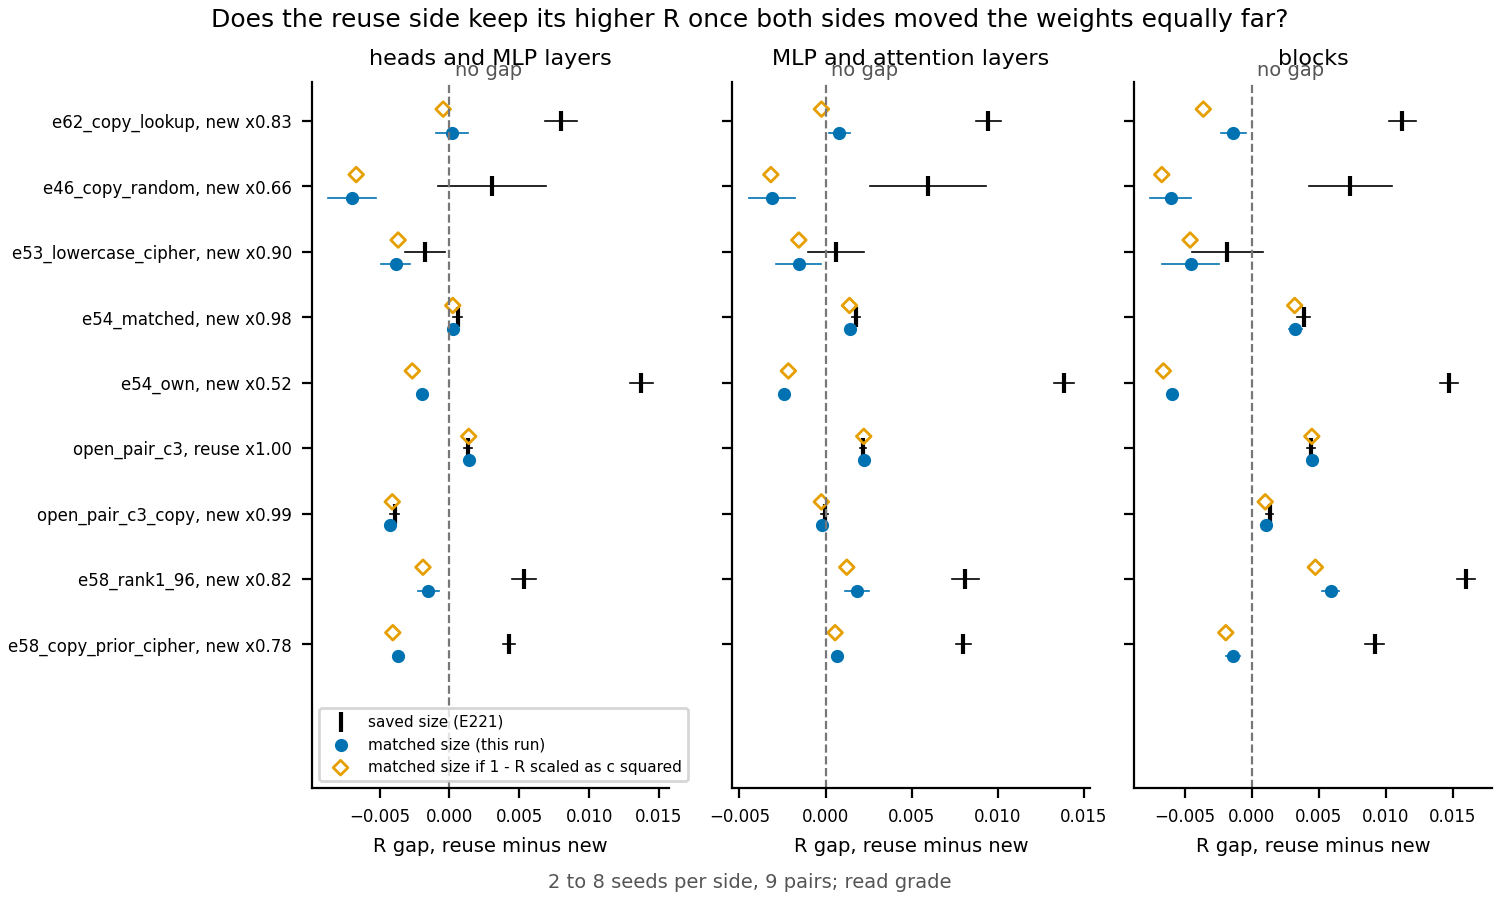 Does the reuse side keep its higher R once both sides moved the weights equally far?
heads and MLP layers
MLP and attention layers
blocks
no gap
no gap
no gap
e62_copy_lookup, new x0.83
e46_copy_random, new x0.66
e53_lowercase_cipher, new x0.90
e54_matched, new x0.98
e54_own, new x0.52
open_pair_c3, reuse x1.00
open_pair_c3_copy, new x0.99
e58_rank1_96, new x0.82
e58_copy_prior_cipher, new x0.78
saved size (E221)
matched size (this run)
matched size if 1 - R scaled as c squared
−0.005 0.000 0.005 0.010 0.015
−0.005 0.000 0.005 0.010 0.015
−0.005 0.000 0.005 0.010 0.015
R gap, reuse minus new
R gap, reuse minus new
R gap, reuse minus new
2 to 8 seeds per side, 9 pairs; read grade